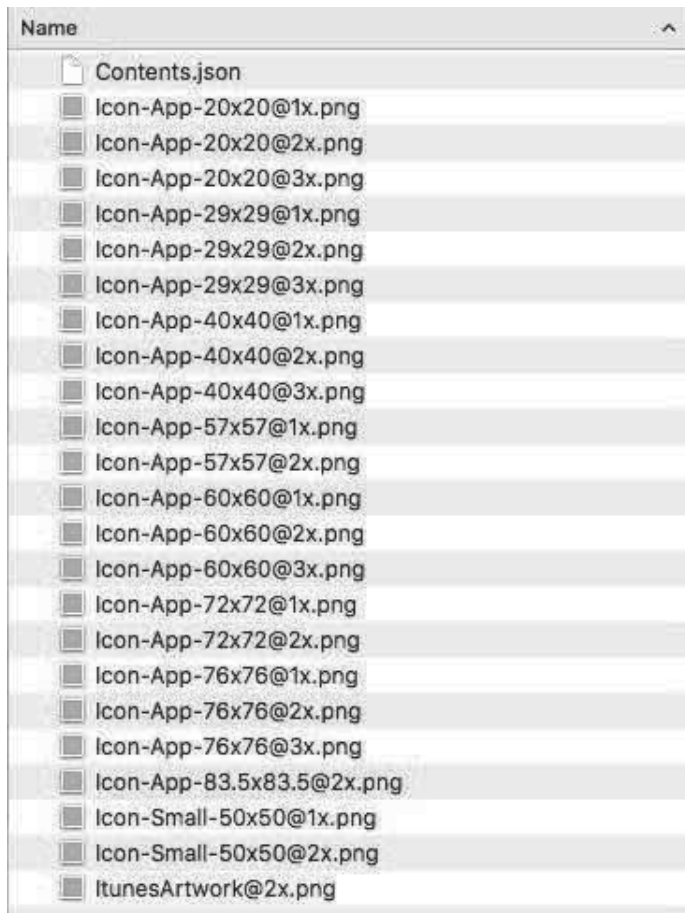 Name
Contents.json
Icon-App-20x20@1x.png
Icon-App-20x20@2x.png
Icon-App-20x20@3x.png
Icon-App-29x29@1x.png
Icon-App-29x29@2x.png
Icon-App-29x29@3x.png
Icon-App-40x40@1x.png
Icon-App-40x40@2x.png
Icon-App-40x40@3x.png
Icon-App-57x57@1x.png
Icon-App-57x57@2x.png
Icon-App-60x60@1x.png
Icon-App-60x60@2x.png
Icon-App-60x60@3x.png
Icon-App-72x72@1x.png
Icon-App-72x72@2x.png
Icon-App-76x76@1x.png
Icon-App-76x76@2x.png
Icon-App-76x76@3x.png
Icon-App-83.5x83.5@2x.png
Icon-Small-50x50@1x.png
Icon-Small-50x50@2x.png
ItunesArtwork@2x.png